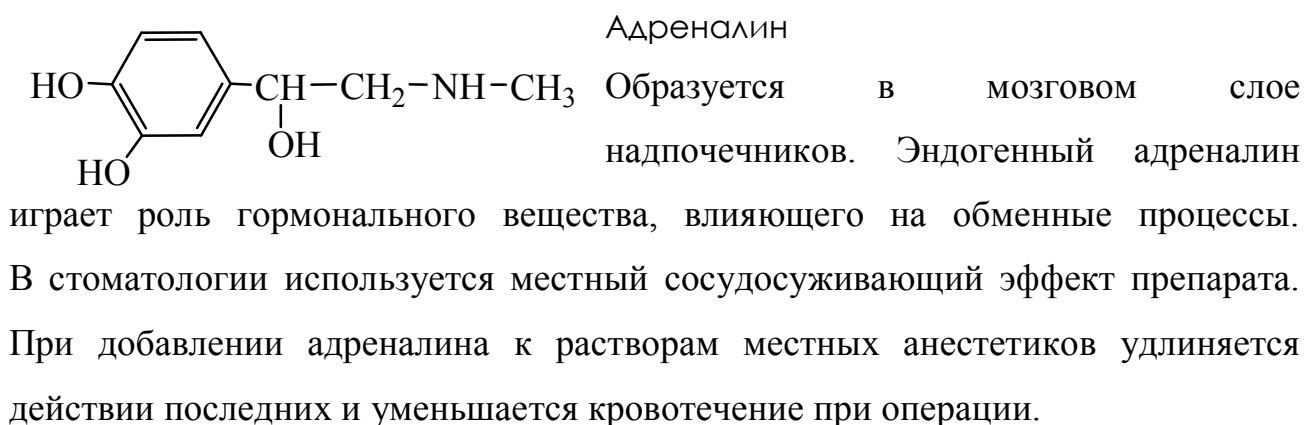 Адреналин
HO CH—CH₂—NH—CH₃ Образуется в мозговом слое
OH надпочечников. Эндогенный адреналин
HO
играет роль гормонального вещества, влияющего на обменные процессы.
В стоматологии используется местный сосудосуживающий эффект препарата.
При добавлении адреналина к растворам местных анестетиков удлиняется
действии последних и уменьшается кровотечение при операции.